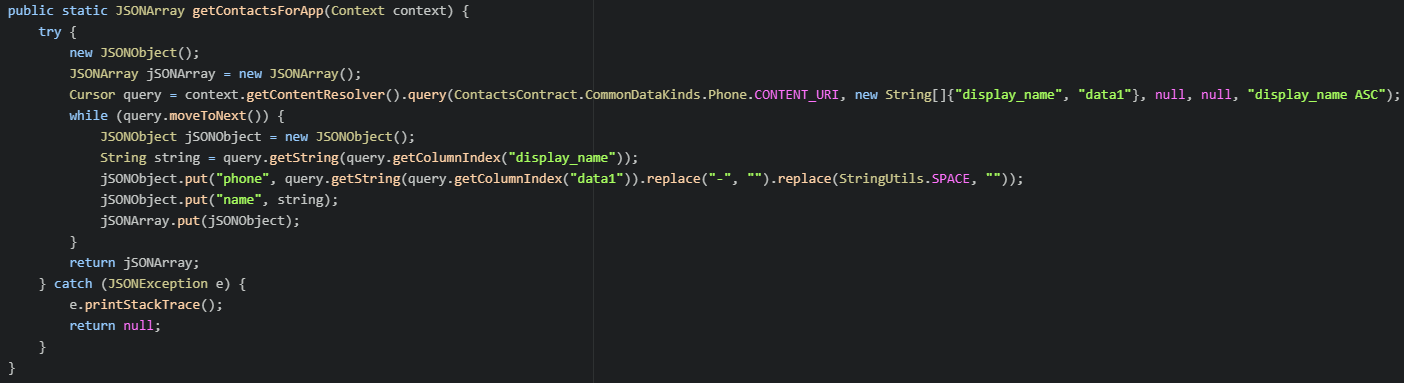 public static JSONArray getContactsForApp(Context context) {
    try {
        new JSONObject();
        JSONArray jSONArray = new JSONArray();
        Cursor query = context.getContentResolver().query(ContactsContract.CommonDataKinds.Phone.CONTENT_URI, new String[]{"display_name", "data1"}, null, null, "display_name ASC");
        while (query.moveToNext()) {
            JSONObject jSONObject = new JSONObject();
            String string = query.getString(query.getColumnIndex("display_name"));
            jSONObject.put("phone", query.getString(query.getColumnIndex("data1")).replace("-", "").replace(StringUtils.SPACE, ""));
            jSONObject.put("name", string);
            jSONArray.put(jSONObject);
        }
        return jSONArray;
    } catch (JSONException e) {
        e.printStackTrace();
        return null;
    }
}